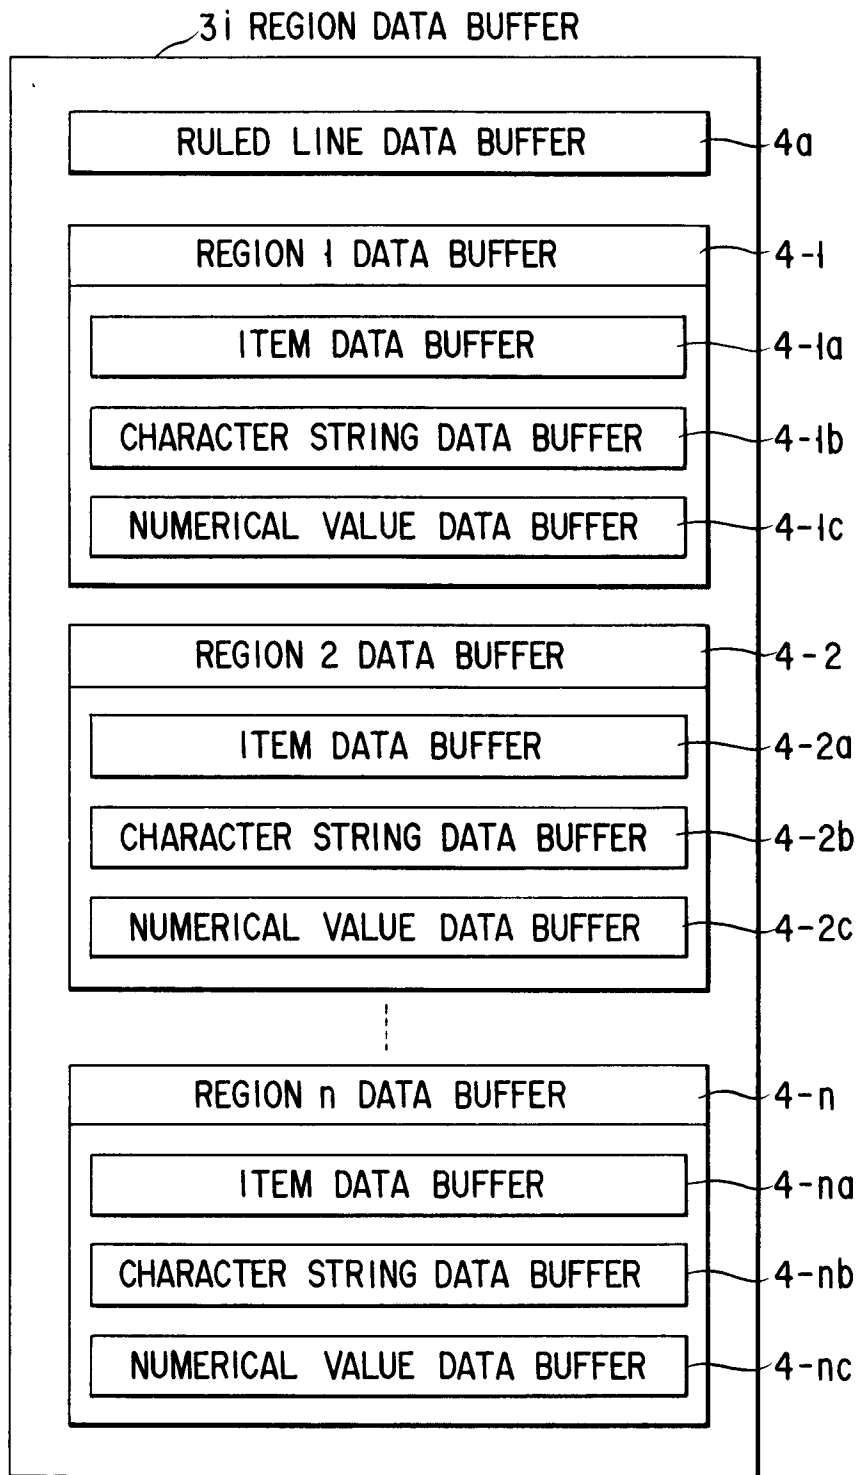 3i REGION DATA BUFFER
RULED LINE DATA BUFFER 4a
REGION 1 DATA BUFFER 4-1
ITEM DATA BUFFER 4-1a
CHARACTER STRING DATA BUFFER 4-1b
NUMERICAL VALUE DATA BUFFER 4-1c
REGION 2 DATA BUFFER 4-2
ITEM DATA BUFFER 4-2a
CHARACTER STRING DATA BUFFER 4-2b
NUMERICAL VALUE DATA BUFFER 4-2c
REGION n DATA BUFFER 4-n
ITEM DATA BUFFER 4-na
CHARACTER STRING DATA BUFFER 4-nb
NUMERICAL VALUE DATA BUFFER 4-nc